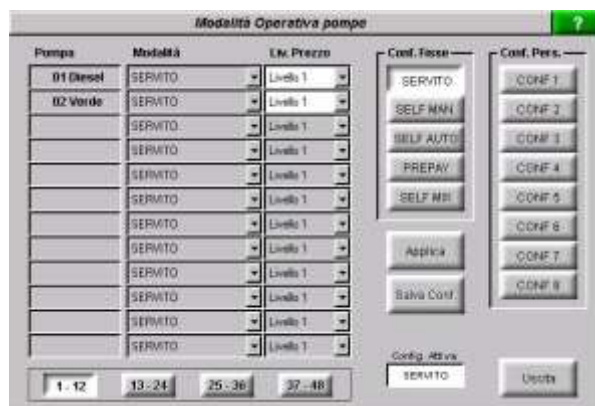 Modalità Operativa pompe
?
Pompa Modalità Liv. Prezzo
01 Diesel SERVITO Livello 1
02 Verde SERVITO Livello 1
SERVITO Livello 1
SERVITO Livello 1
SERVITO Livello 1
SERVITO Livello 1
SERVITO Livello 1
SERVITO Livello 1
SERVITO Livello 1
SERVITO Livello 1
SERVITO Livello 1
SERVITO Livello 1
1 - 12 13 - 24 25 - 36 37 - 48
Conf. Fisse
SERVITO
SELF MAN
SELF AUTO
PREPAY
SELF MIX
Applica
Salva Conf.
Config. Attiva
SERVITO
Conf. Pers.
CONF 1
CONF 2
CONF 3
CONF 4
CONF 5
CONF 6
CONF 7
CONF 8
Uscita